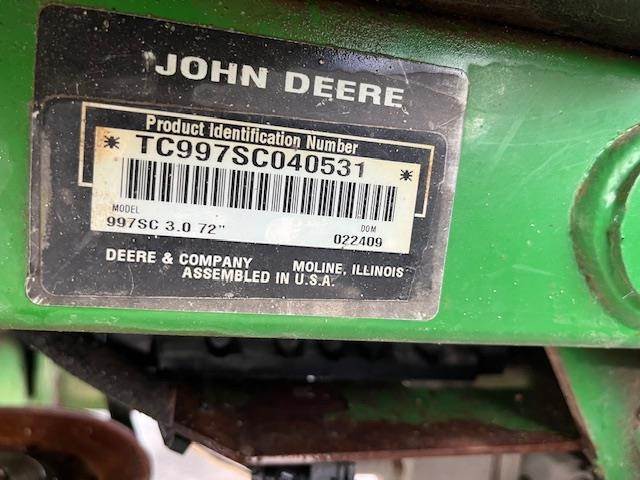 JOHN DEERE
Product Identification Number
* TC997SC040531 *
MODEL DOM
997SC 3.0 72" 022409
DEERE & COMPANY MOLINE, ILLINOIS
ASSEMBLED IN U.S.A.